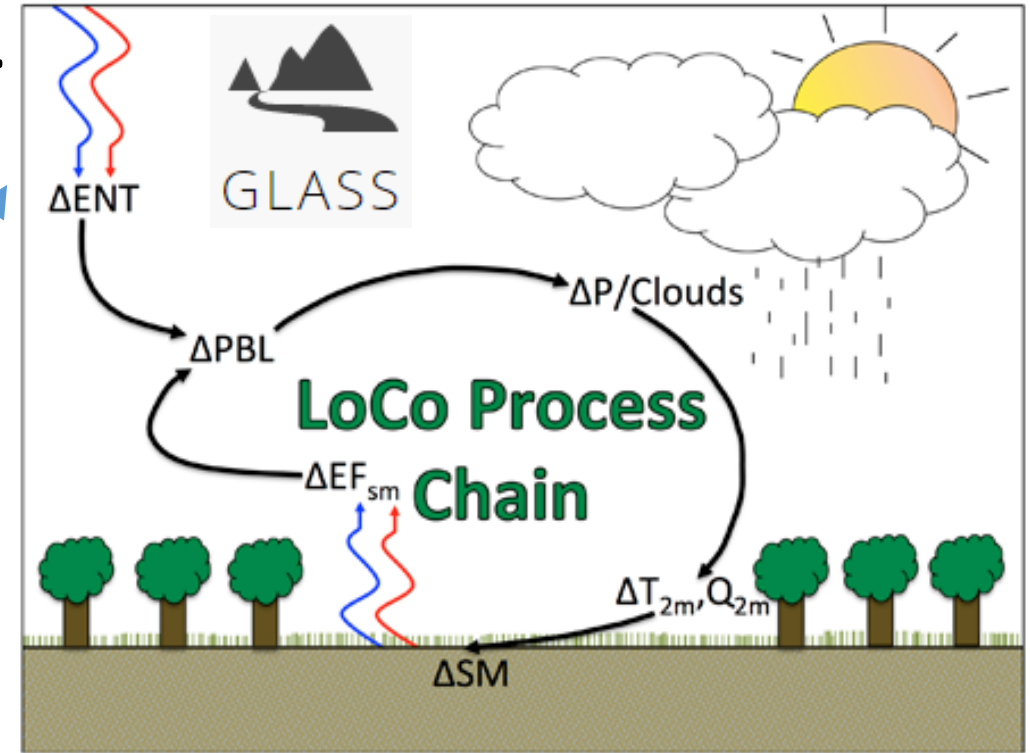 ΔENT
GLASS
ΔP/Clouds
ΔPBL
LoCo Process
Chain
ΔEFsm
ΔT2m,Q2m
ΔSM